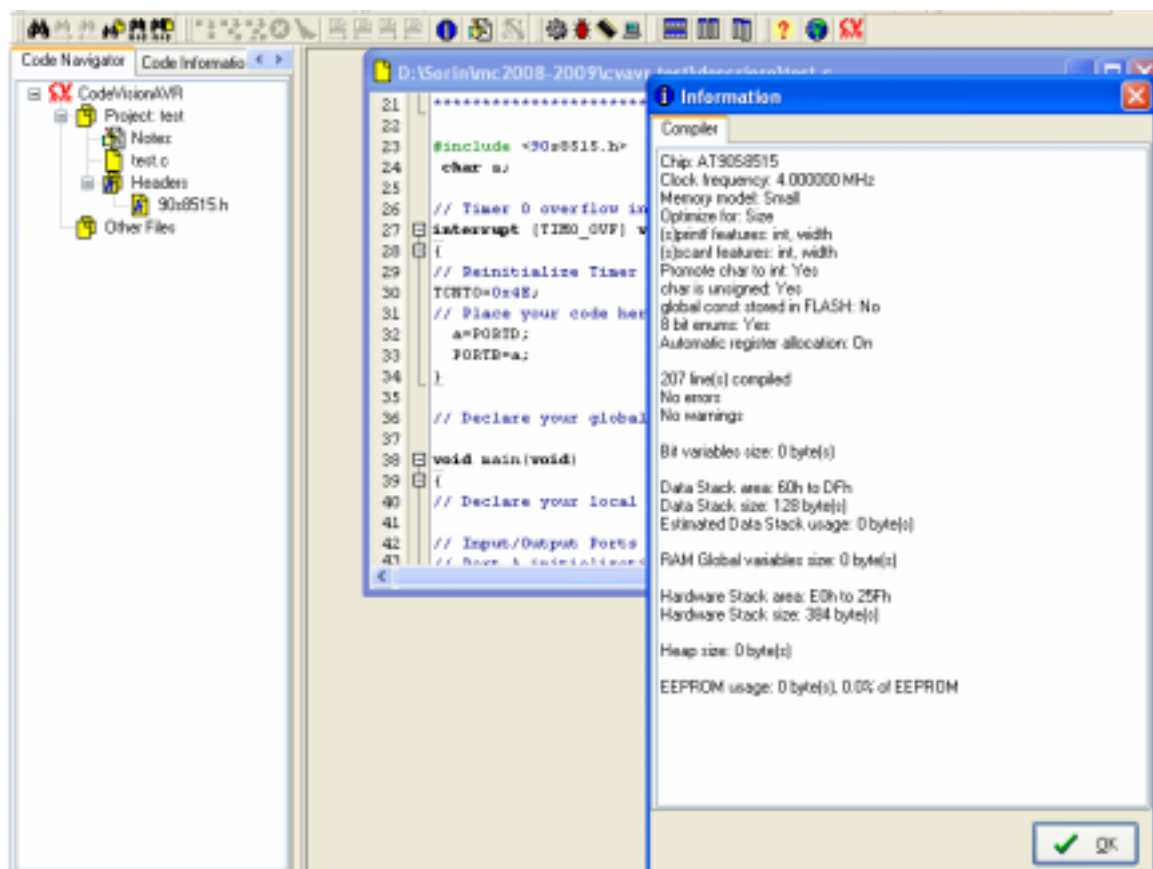 Code Navigator
Code Informatio
CodeVisionAVR
Project: test
Notes
test.c
Headers
90s8515.h
Other Files
D:\Sorin\mc2008-2009\cvavr test\descriere\test.c
21 ***********************
22
23 #include <90s8515.h>
24 char a;
25
26 // Timer 0 overflow in
27 interrupt [TIM0_OVF] v
28 {
29 // Reinitialize Timer
30 TCNT0=0x4E;
31 // Place your code her
32 a=PORTD;
33 PORTB=a;
34 }
35
36 // Declare your global
37
38 void main(void)
39 {
40 // Declare your local
41
42 // Input/Output Ports
43
Information
Compiler
Chip: AT90S8515
Clock frequency: 4.000000 MHz
Memory model: Small
Optimize for: Size
(s)printf features: int, width
(s)scanf features: int, width
Promote char to int: Yes
char is unsigned: Yes
global const stored in FLASH: No
8 bit enums: Yes
Automatic register allocation: On
207 line(s) compiled
No errors
No warnings
Bit variables size: 0 byte(s)
Data Stack area: 60h to DFh
Data Stack size: 128 byte(s)
Estimated Data Stack usage: 0 byte(s)
RAM Global variables size: 0 byte(s)
Hardware Stack area: E0h to 25Fh
Hardware Stack size: 384 byte(s)
Heap size: 0 byte(s)
EEPROM usage: 0 byte(s), 0.0% of EEPROM
OK